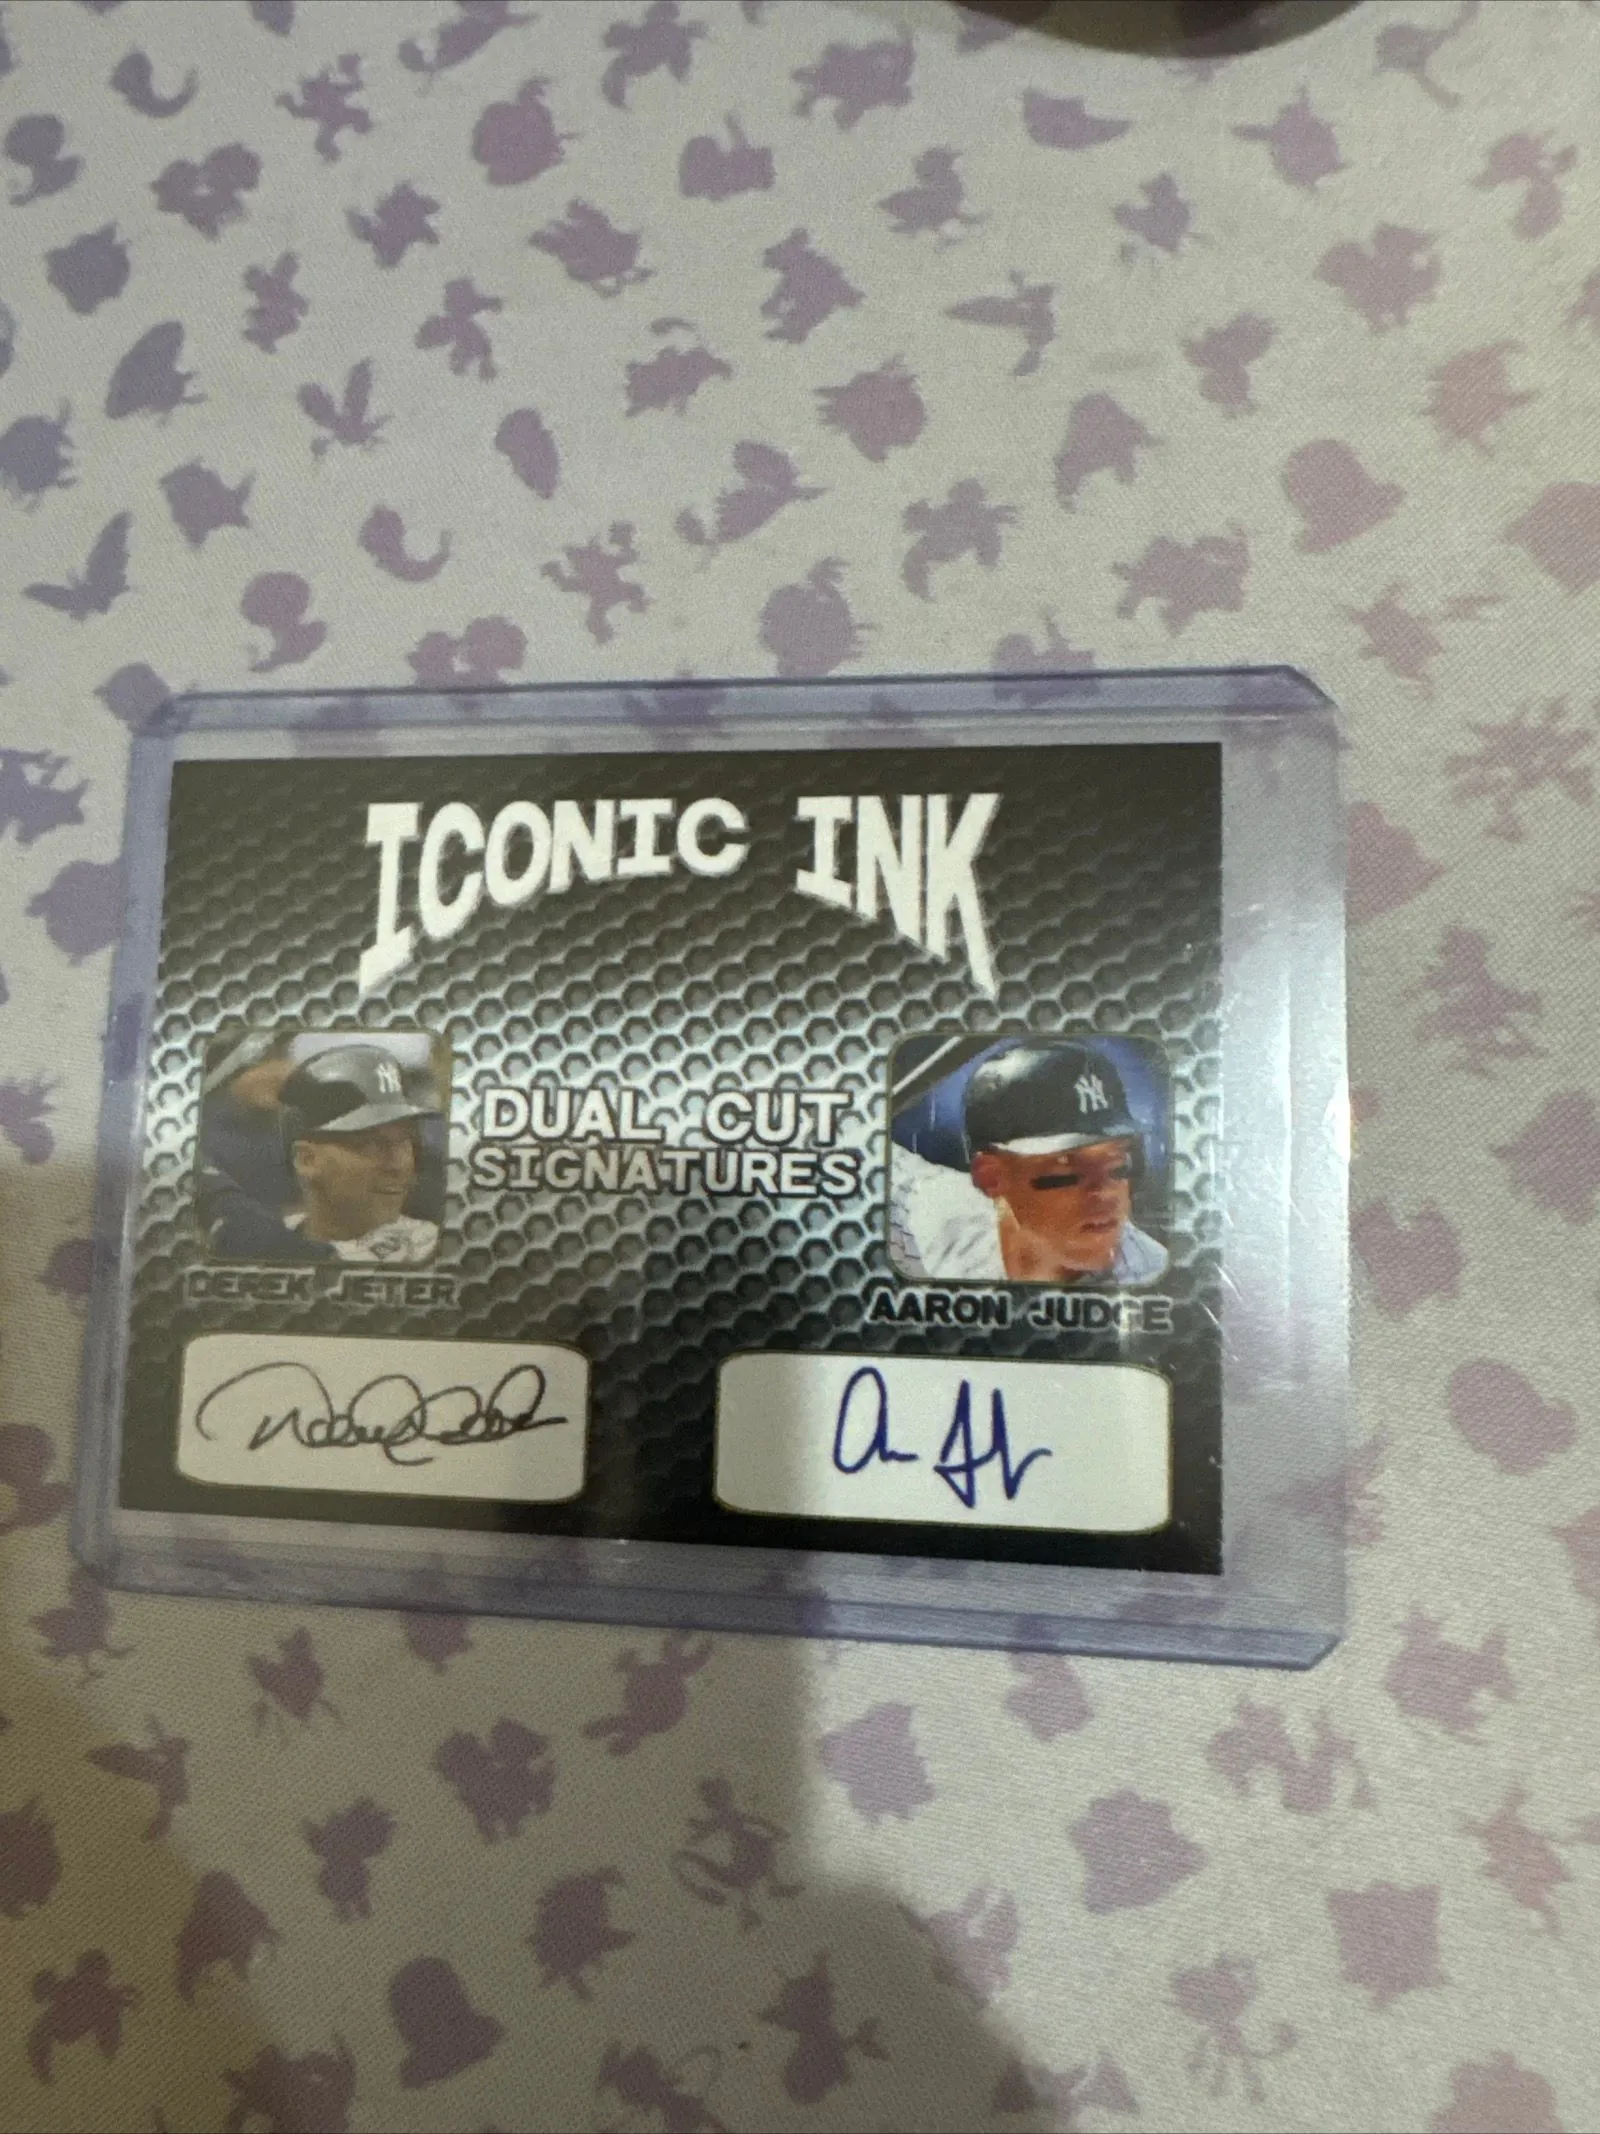 ICONIC INK
DUAL CUT
SIGNATURES
DEREK JETER
AARON JUDGE